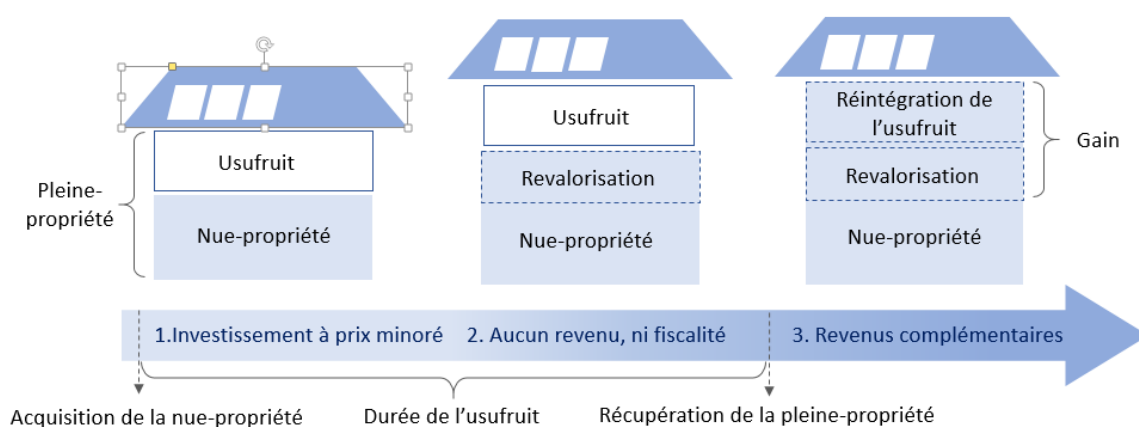 Usufruit
Pleine-
propriété
Nue-propriété
Usufruit
Revalorisation
Nue-propriété
Réintégration de
l'usufruit
Revalorisation
Nue-propriété
Gain
1.Investissement à prix minoré
2. Aucun revenu, ni fiscalité
3. Revenus complémentaires
Acquisition de la nue-propriété
Durée de l'usufruit
Récupération de la pleine-propriété